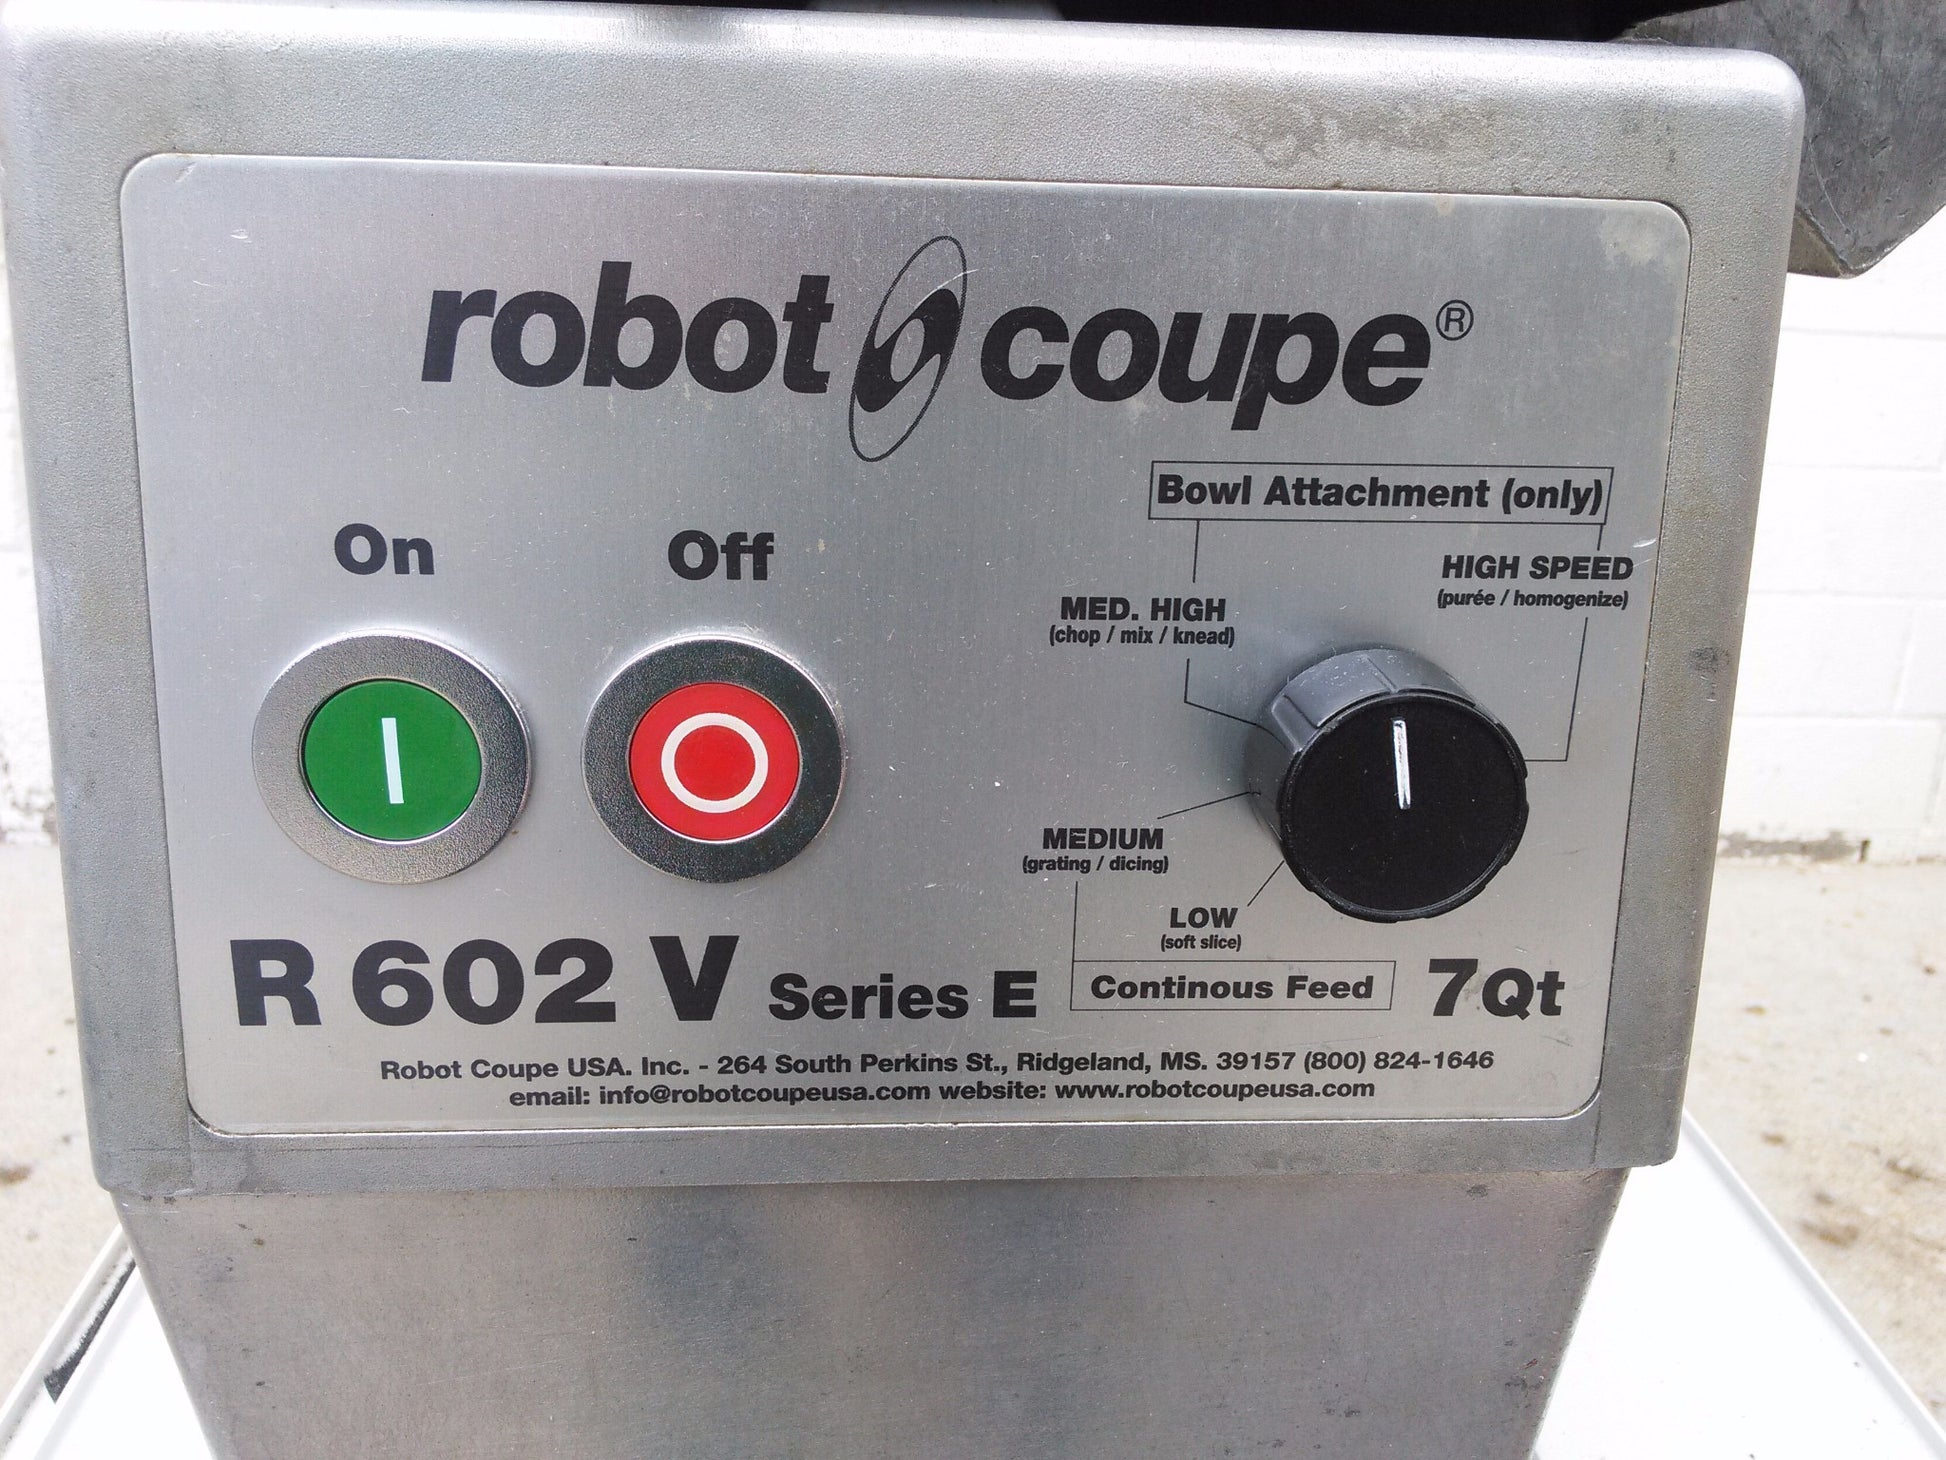 robot coupe®
Bowl Attachment (only)
On
Off
HIGH SPEED
(purée / homogenize)
MED. HIGH
(chop / mix / knead)
MEDIUM
(grating / dicing)
LOW
(soft slice)
R 602 V Series E
Continous Feed
7Qt
Robot Coupe USA. Inc. - 264 South Perkins St., Ridgeland, MS. 39157 (800) 824-1646
email: info@robotcoupeusa.com website: www.robotcoupeusa.com